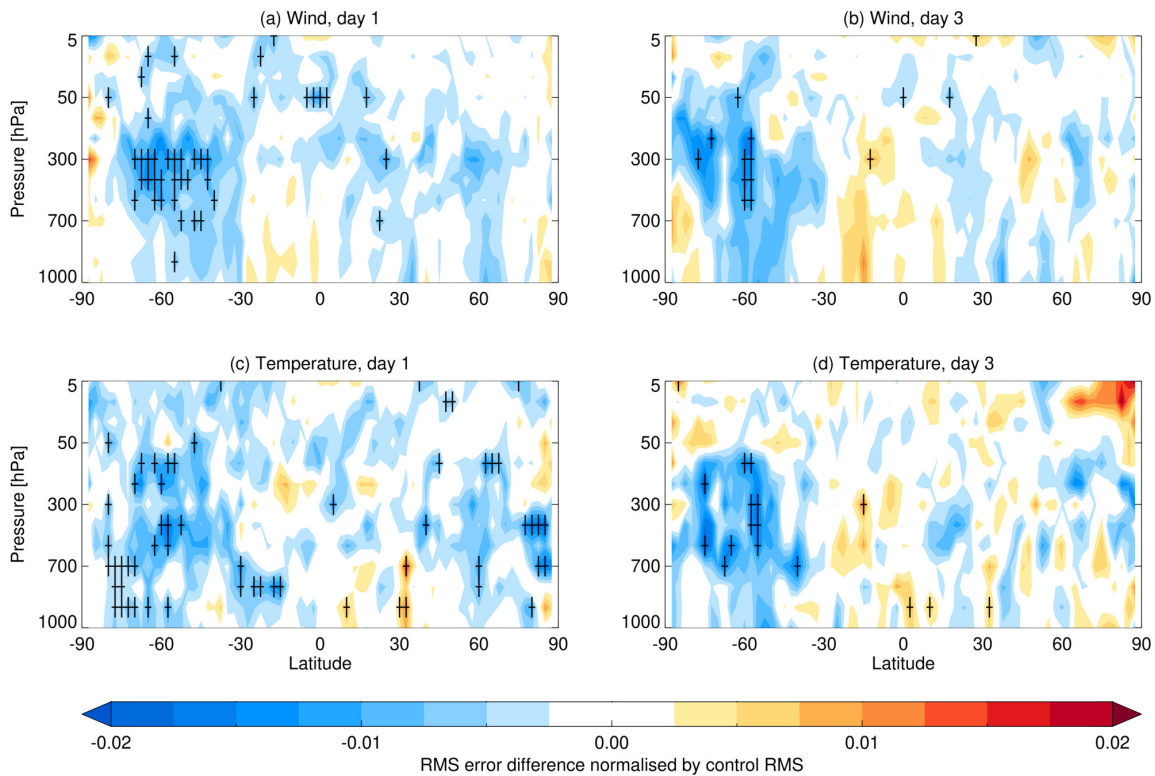 (a) Wind, day 1
(b) Wind, day 3
Pressure [hPa]
5
50
300
700
1000
-90 -60 -30 0 30 60 90
5
50
300
700
1000
-90 -60 -30 0 30 60 90
(c) Temperature, day 1
(d) Temperature, day 3
Pressure [hPa]
5
50
300
700
1000
-90 -60 -30 0 30 60 90
Latitude
5
50
300
700
1000
-90 -60 -30 0 30 60 90
Latitude
-0.02 -0.01 0.00 0.01 0.02
RMS error difference normalised by control RMS